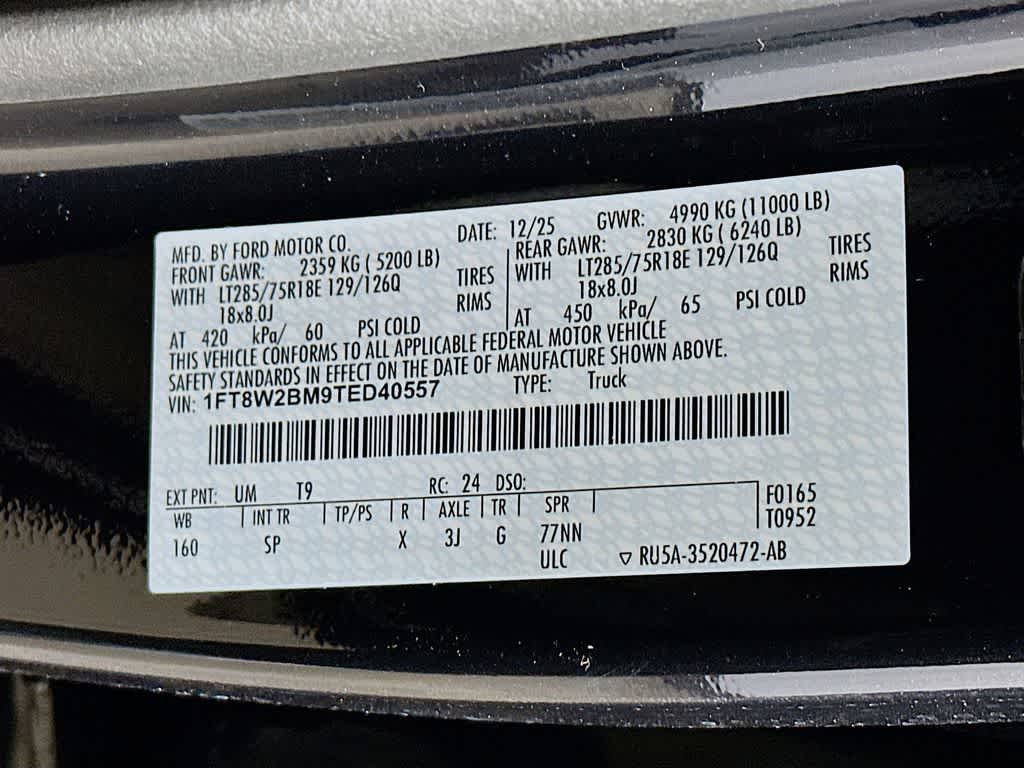 MFD. BY FORD MOTOR CO.
DATE: 12/25 GVWR: 4990 KG (11000 LB)
FRONT GAWR: 2359 KG ( 5200 LB)
REAR GAWR: 2830 KG ( 6240 LB)
WITH LT285/75R18E 129/126Q TIRES
WITH LT285/75R18E 129/126Q TIRES
18x8.0J RIMS
18x8.0J RIMS
AT 420 kPa/ 60 PSI COLD
AT 450 kPa/ 65 PSI COLD
THIS VEHICLE CONFORMS TO ALL APPLICABLE FEDERAL MOTOR VEHICLE
SAFETY STANDARDS IN EFFECT ON THE DATE OF MANUFACTURE SHOWN ABOVE.
VIN: 1FT8W2BM9TED40557 TYPE: Truck
EXT PNT: UM T9 RC: 24 DSO:
WB INT TR TP/PS R AXLE TR SPR F0165
160 SP X 3J G 77NN T0952
ULC RU5A-3520472-AB